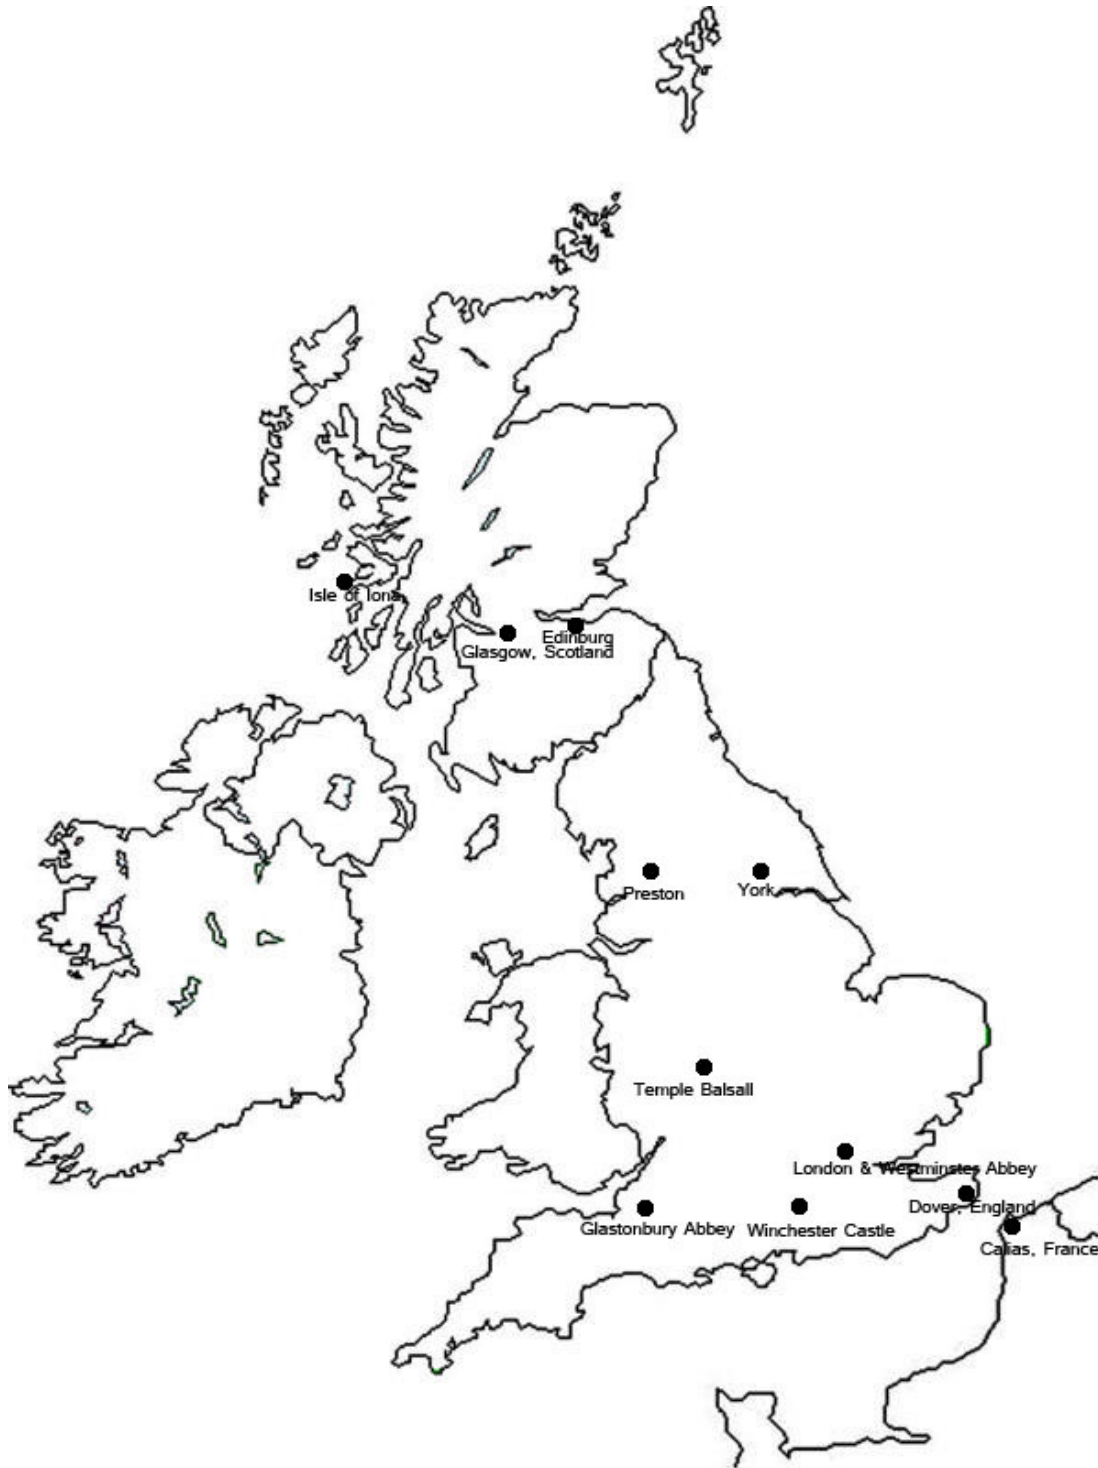 Isle of Iona
Edinburg
Glasgow, Scotland
Preston
York
Temple Balsall
London & Westminster Abbey
Dover, England
Glastonbury Abbey
Winchester Castle
Calias, France